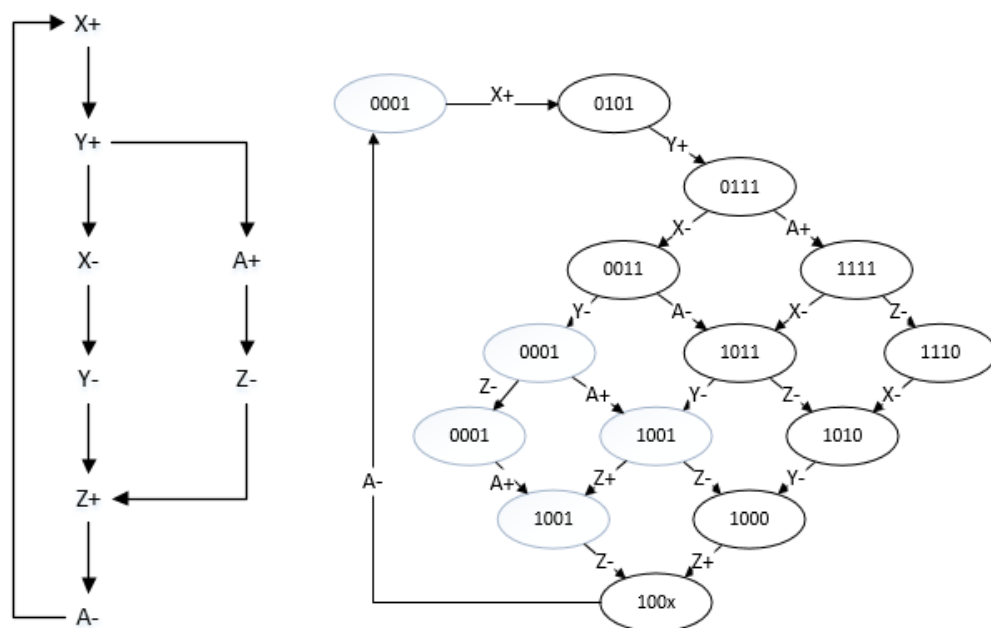 X+
0001
X+
0101
Y+
Y+
0111
X-
A+
X-
A+
0011
1111
Y-
A-
X-
Z-
Y-
Z-
0001
1011
1110
Z-
A+
Y-
Z-
X-
0001
1001
1010
A-
A+
Z+
Z-
Y-
Z+
1001
1000
Z-
Z+
A-
100x